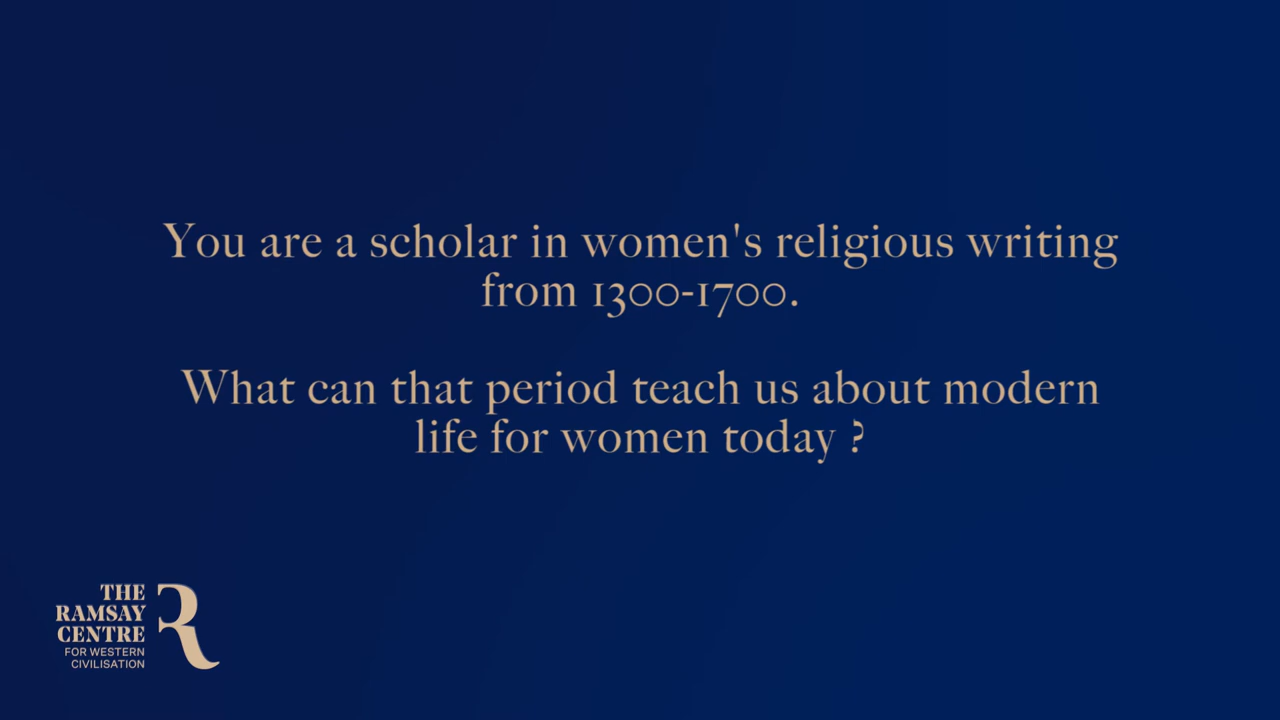 You are a scholar in women's religious writing
from 1300-1700.
What can that period teach us about modern
life for women today ?
THE
RAMSAY
CENTRE
FOR WESTERN
CIVILISATION
R